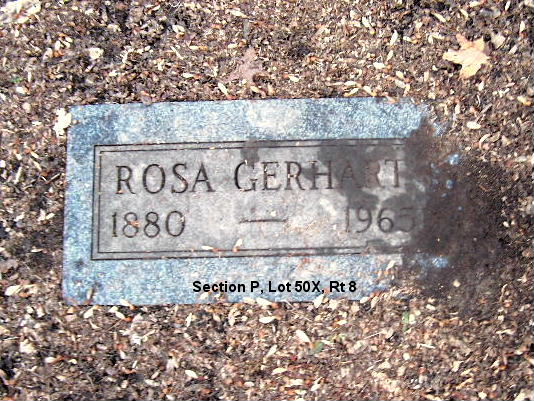 ROSA GERHART
1880 — 1965
Section P, Lot 50X, Rt 8